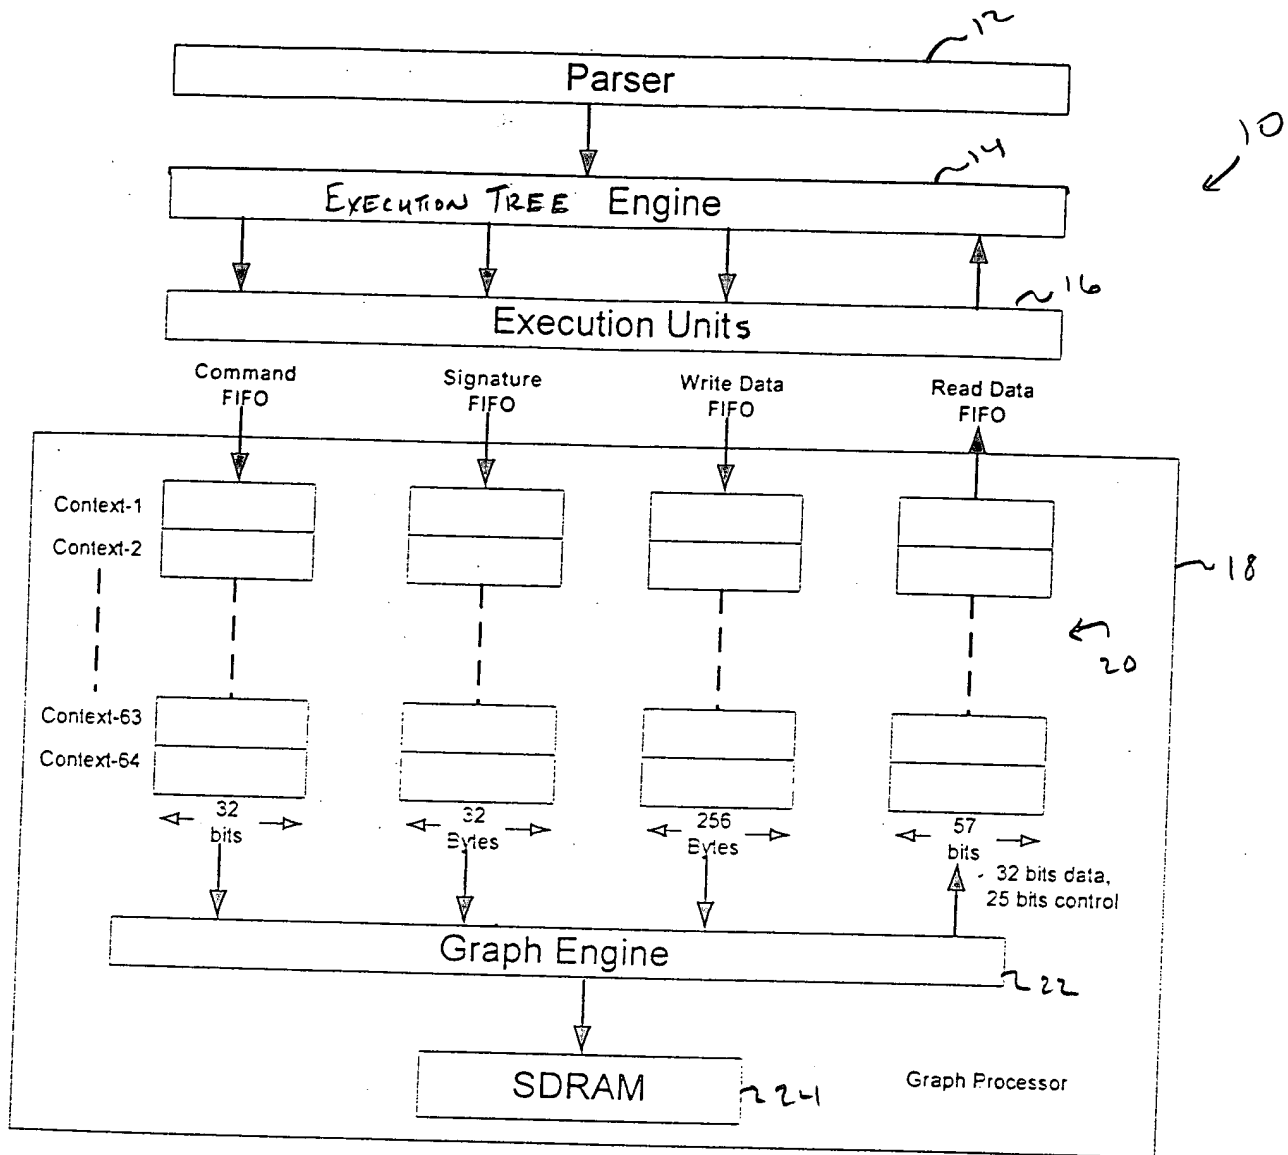 12
Parser
10
14
EXECUTION TREE Engine
16
Execution Units
Command FIFO
Signature FIFO
Write Data FIFO
Read Data FIFO
Context-1
Context-2
18
20
Context-63
Context-64
32 bits
32 Bytes
256 Bytes
57 bits
- 32 bits data,
25 bits control
Graph Engine
22
SDRAM
24
Graph Processor